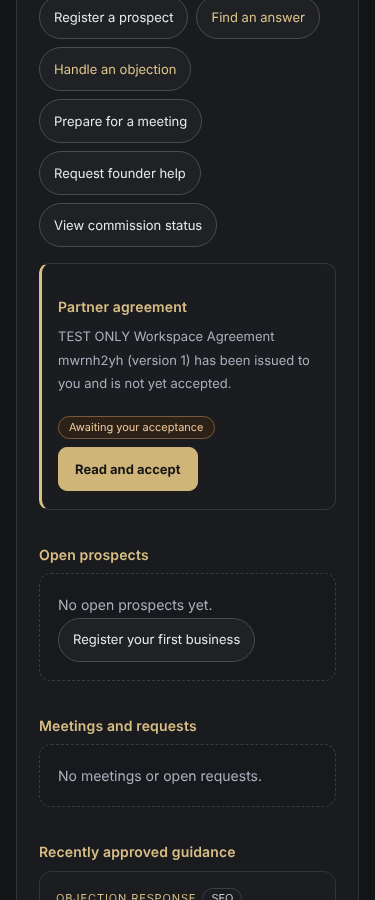 Register a prospect
Find an answer
Handle an objection
Prepare for a meeting
Request founder help
View commission status
Partner agreement
TEST ONLY Workspace Agreement
mwrnh2yh (version 1) has been issued to
you and is not yet accepted.
Awaiting your acceptance
Read and accept
Open prospects
No open prospects yet.
Register your first business
Meetings and requests
No meetings or open requests.
Recently approved guidance
OBJECTION RESPONSE
SEO